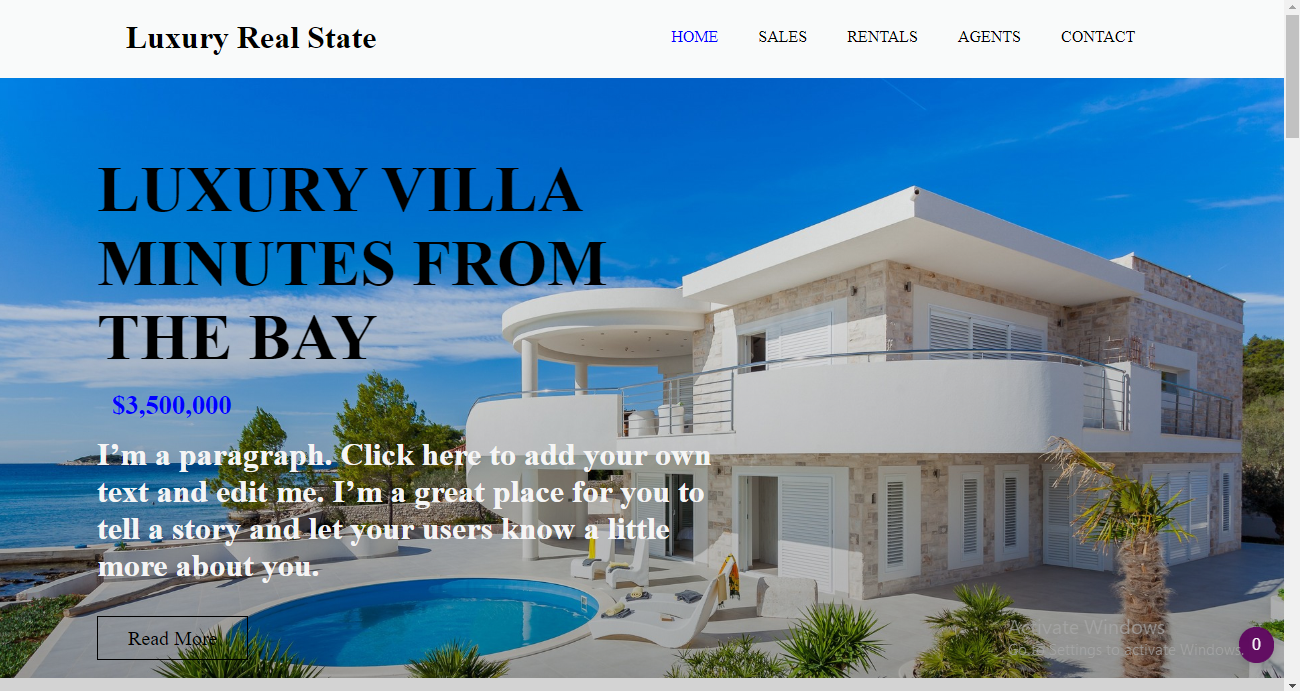 Luxury Real State
HOME SALES RENTALS AGENTS CONTACT
LUXURY VILLA
MINUTES FROM
THE BAY
$3,500,000
I’m a paragraph. Click here to add your own
text and edit me. I’m a great place for you to
tell a story and let your users know a little
more about you.
Read More
Activate Windows
Go to Settings to activate Windows.
0